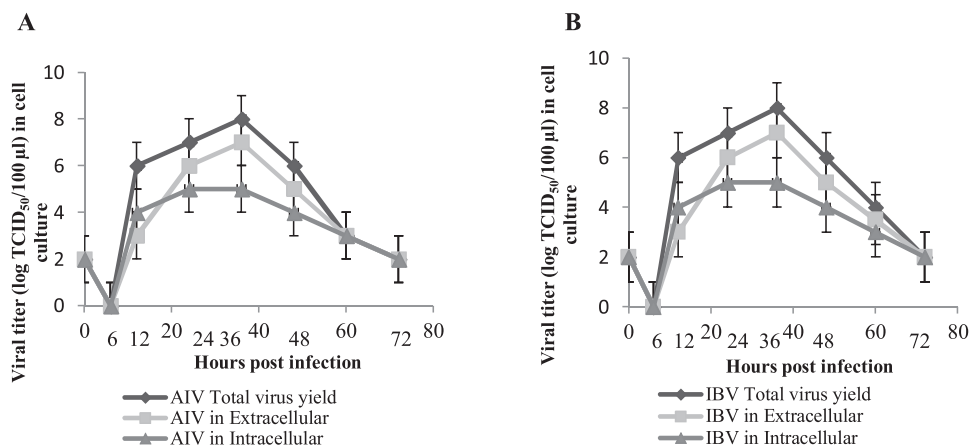 A
Viral titer (log TCID50/100 µl) in cell
culture
10
8
6
4
2
0
0 20 40 60 80
6 12 24 36 48 72
Hours post infection
AIV Total virus yield
AIV in Extracellular
AIV in Intracellular
B
Viral titer (log TCID50/100 µl) in cell
culture
10
8
6
4
2
0
0 20 40 60 80
6 12 24 36 48 72
Hours post infection
IBV Total virus yield
IBV in Extracellular
IBV in Intracellular